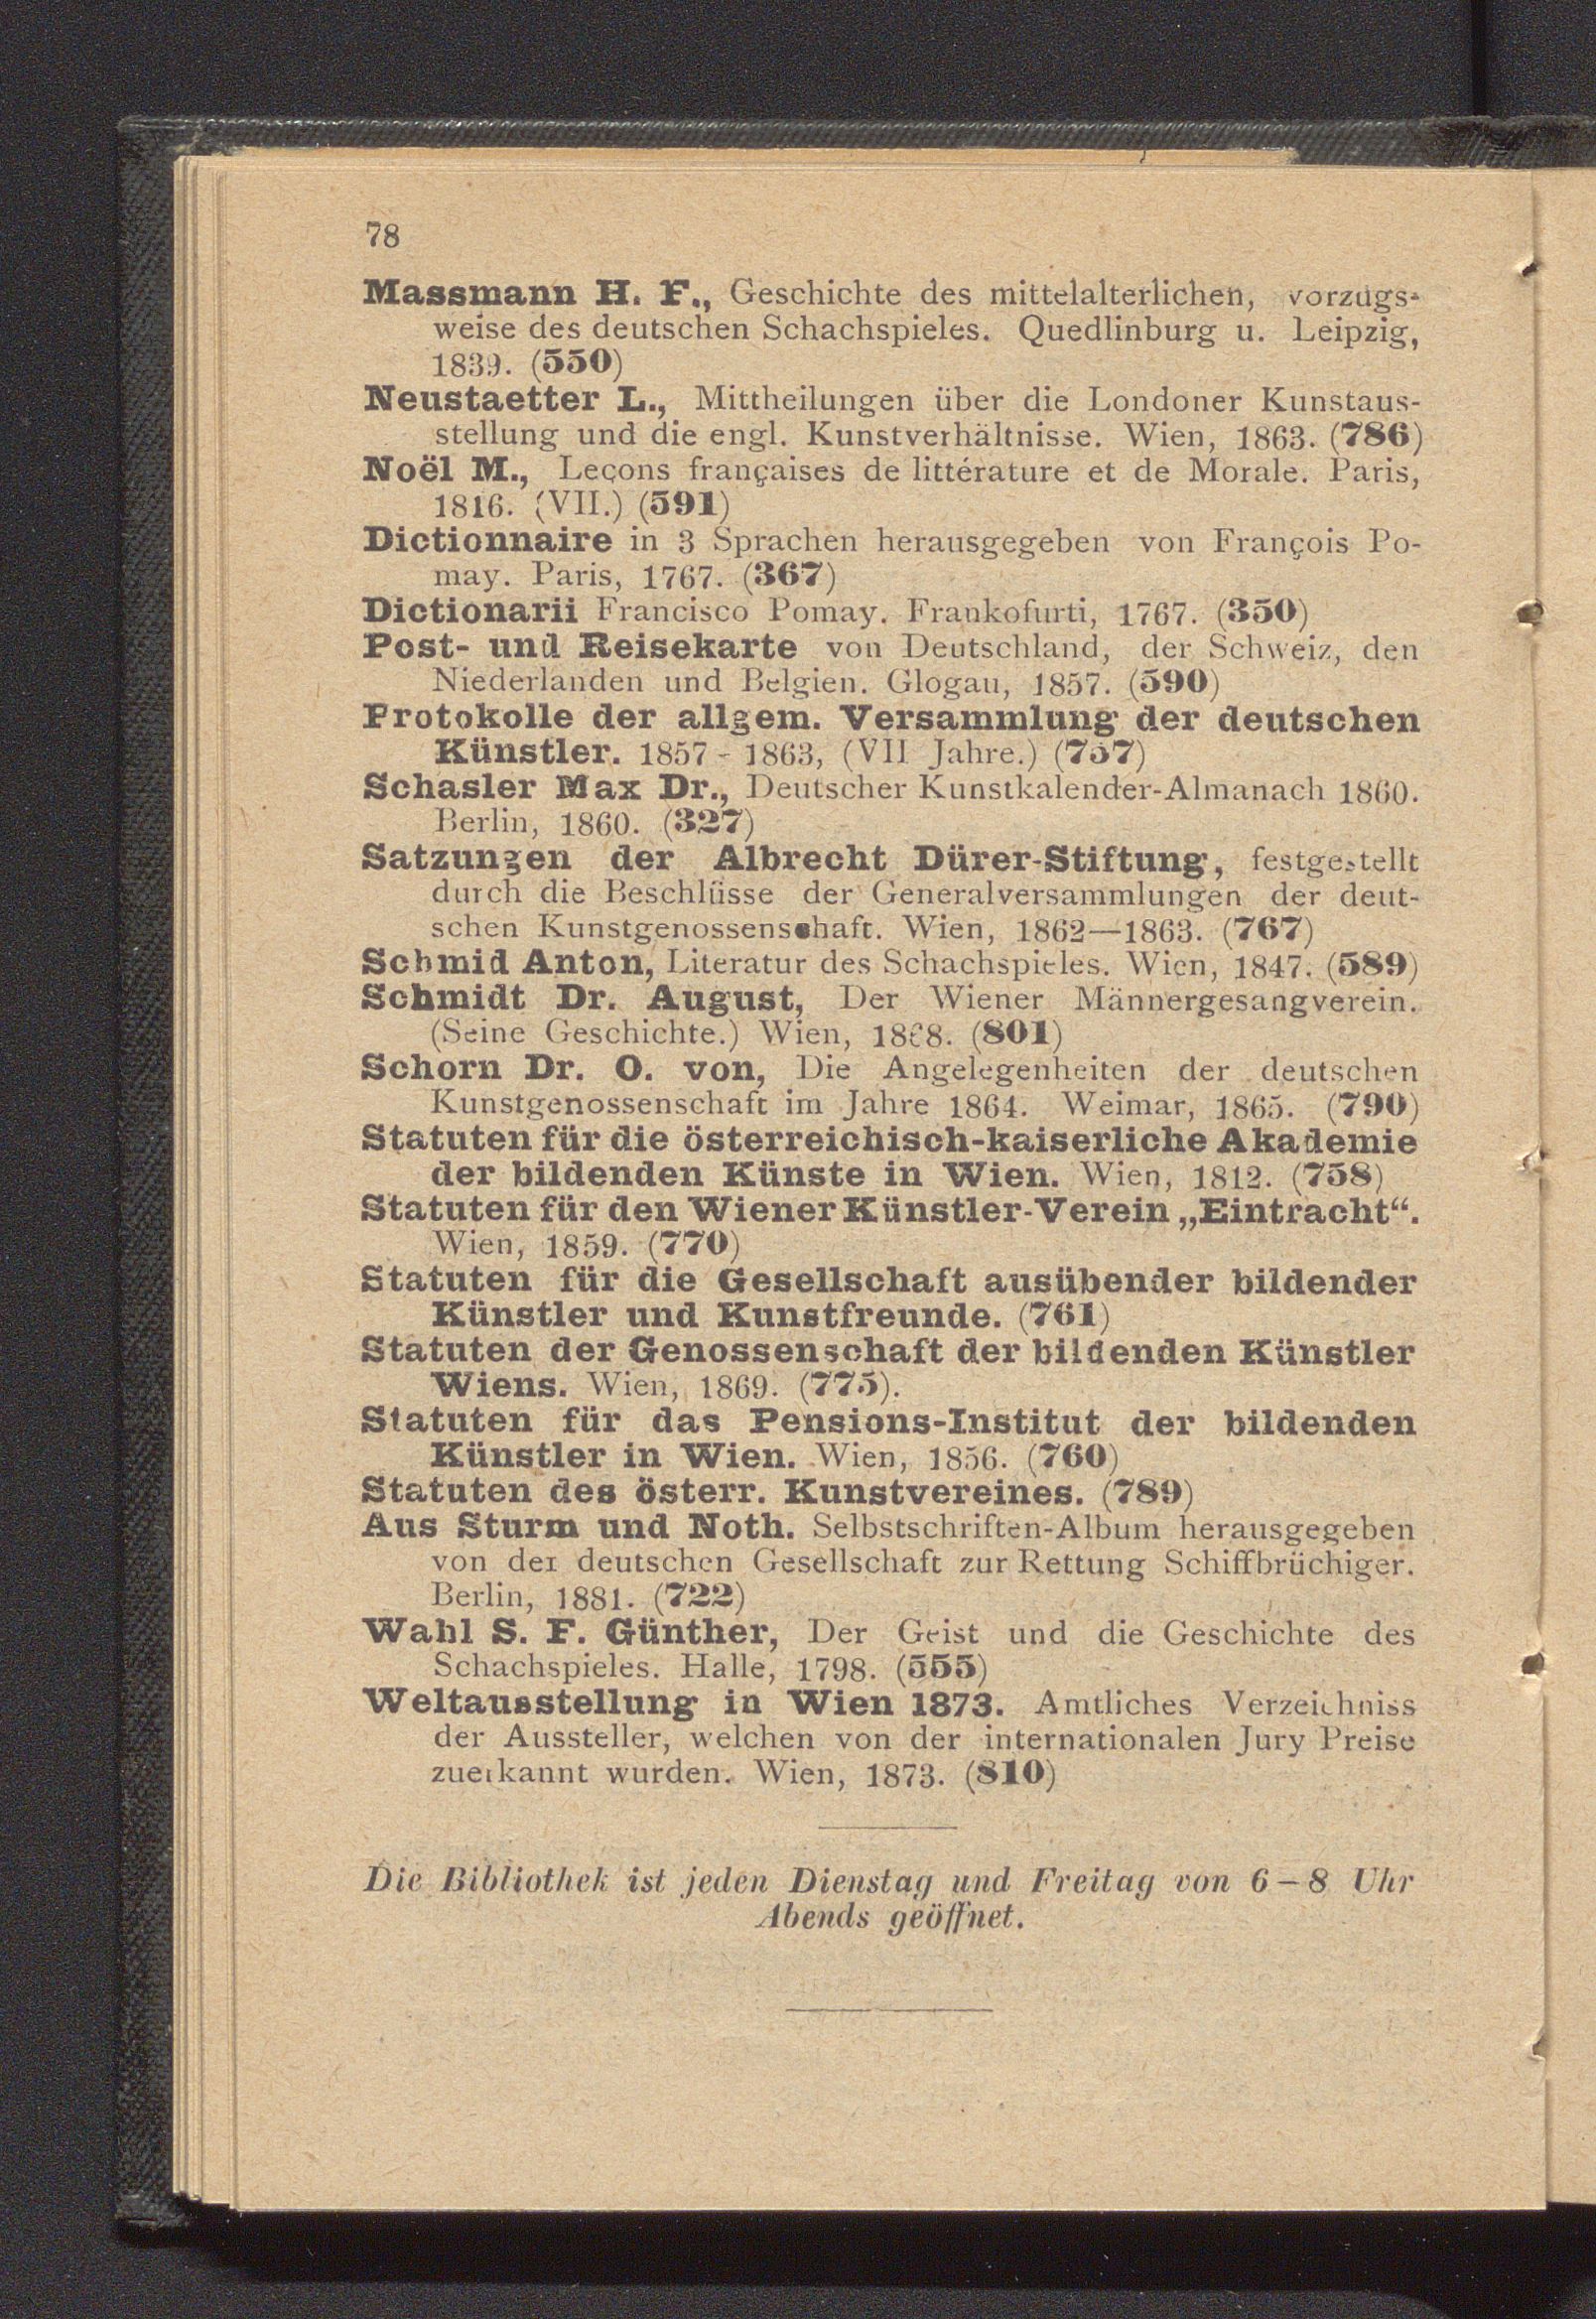 78
Massmann H. F., Geschichte des mittelalterlichen, vorzugs-
weise des deutschen Schachspieles. Quedlinburg u. Leipzig,
1839. (550)
Neustaetter L., Mittheilungen über die Londoner Kunstaus-
stellung und die engl. Kunstverhältnisse. Wien, 1863. (786)
Noël M., Leçons françaises de littérature et de Morale. Paris,
1816. (VII.) (591)
Dictionnaire in 3 Sprachen herausgegeben von François Po-
may. Paris, 1767. (367)
Dictionarii Francisco Pomay. Frankofurti, 1767. (350)
Post- und Reisekarte von Deutschland, der Schweiz, den
Niederlanden und Belgien. Glogau, 1857. (590)
Protokolle der allgem. Versammlung der deutschen
Künstler. 1857-1863, (VII Jahre.) (757)
Schasler Max Dr., Deutscher Kunstkalender-Almanach 1860.
Berlin, 1860. (327)
Satzungen der Albrecht Dürer-Stiftung, festgestellt
durch die Beschlüsse der Generalversammlungen der deut-
schen Kunstgenossenschaft. Wien, 1862—1863. (767)
Schmid Anton, Literatur des Schachspieles. Wien, 1847. (589)
Schmidt Dr. August, Der Wiener Männergesangverein.
(Seine Geschichte.) Wien, 1868. (801)
Schorn Dr. O. von, Die Angelegenheiten der deutschen
Kunstgenossenschaft im Jahre 1864. Weimar, 1865. (790)
Statuten für die österreichisch-kaiserliche Akademie
der bildenden Künste in Wien. Wien, 1812. (758)
Statuten für den Wiener Künstler-Verein „Eintracht“.
Wien, 1859. (770)
Statuten für die Gesellschaft ausübender bildender
Künstler und Kunstfreunde. (761)
Statuten der Genossenschaft der bildenden Künstler
Wiens. Wien, 1869. (775).
Statuten für das Pensions-Institut der bildenden
Künstler in Wien. Wien, 1856. (760)
Statuten des österr. Kunstvereines. (789)
Aus Sturm und Noth. Selbstschriften-Album herausgegeben
von der deutschen Gesellschaft zur Rettung Schiffbrüchiger.
Berlin, 1881. (722)
Wahl S. F. Günther, Der Geist und die Geschichte des
Schachspieles. Halle, 1798. (555)
Weltausstellung in Wien 1873. Amtliches Verzeichniss
der Aussteller, welchen von der internationalen Jury Preise
zuerkannt wurden. Wien, 1873. (810)
Die Bibliothek ist jeden Dienstag und Freitag von 6 – 8 Uhr
Abends geöffnet.